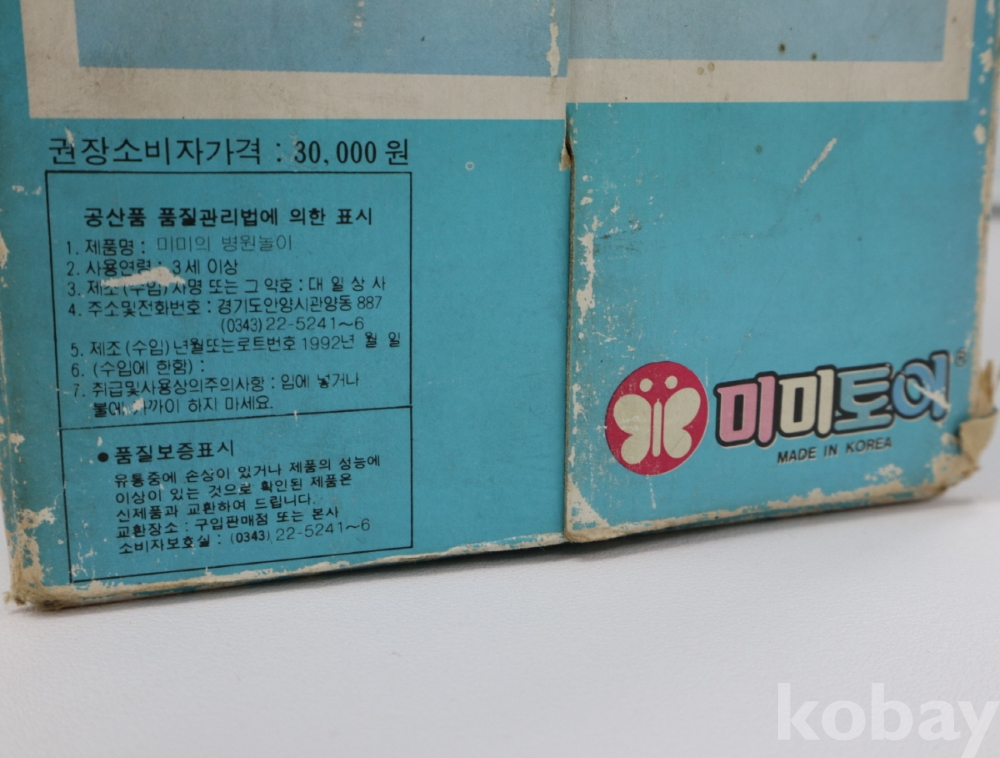 권장소비자가격 : 30,000 원
공산품 품질관리법에 의한 표시
1. 제품명 : 미미의 병원놀이
2. 사용연령 : 3세 이상
3. 제조 (수입) 사명 또는 그 약호 : 대 일 상 사
4. 주소및전화번호 : 경기도안양시관양동 887
(0343) 22-5241~6
5. 제조 (수입) 년월또는로트번호 1992년 월 일
6. (수입에 한함) :
7. 취급및사용상의주의사항 : 입에 넣거나
불에 가까이 하지 마세요.
● 품질보증표시
유통중에 손상이 있거나 제품의 성능에
이상이 있는 것으로 확인된 제품은
신제품과 교환하여 드립니다.
교환장소 : 구입판매점 또는 본사
소비자보호실 : (0343) 22-5241~6
미미토이®
MADE IN KOREA
kobay